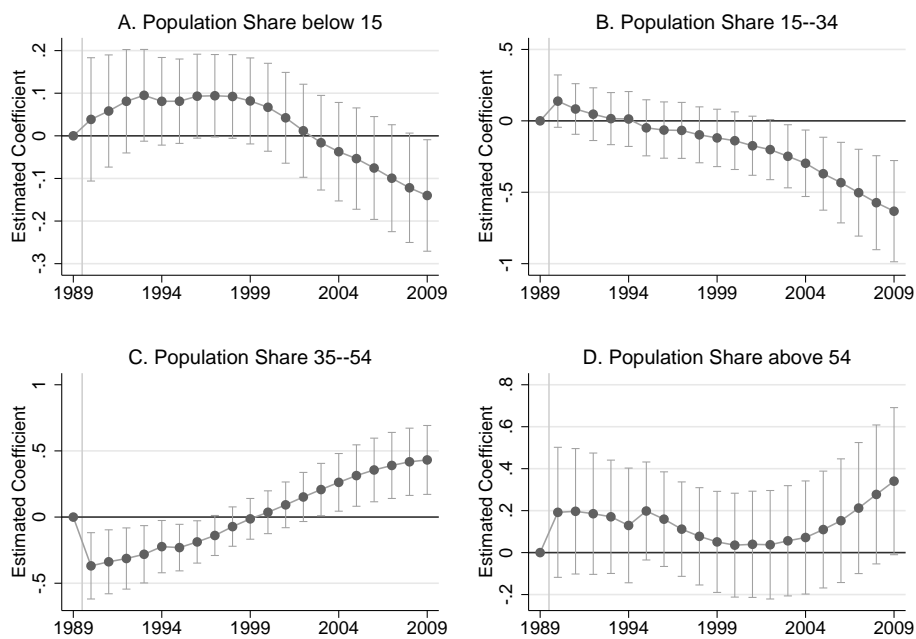 A. Population Share below 15
Estimated Coefficient
.2
.1
0
-.1
-.2
-.3
1989 1994 1999 2004 2009
B. Population Share 15--34
Estimated Coefficient
.5
0
-.5
-1
1989 1994 1999 2004 2009
C. Population Share 35--54
Estimated Coefficient
1
.5
0
-.5
1989 1994 1999 2004 2009
D. Population Share above 54
Estimated Coefficient
.8
.6
.4
.2
0
-.2
1989 1994 1999 2004 2009